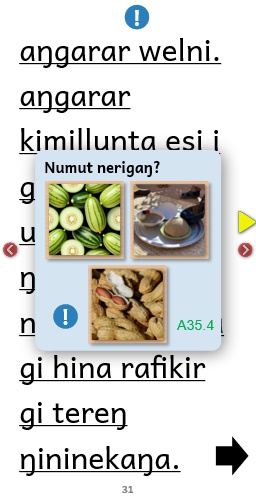 aŋgarar welni.
aŋgarar
kimillunta esi i
g
Numut nerigaŋ?
u
ŋ
n
A35.4
gi hina rafikir
gi tereŋ
ŋininekaŋa.
31